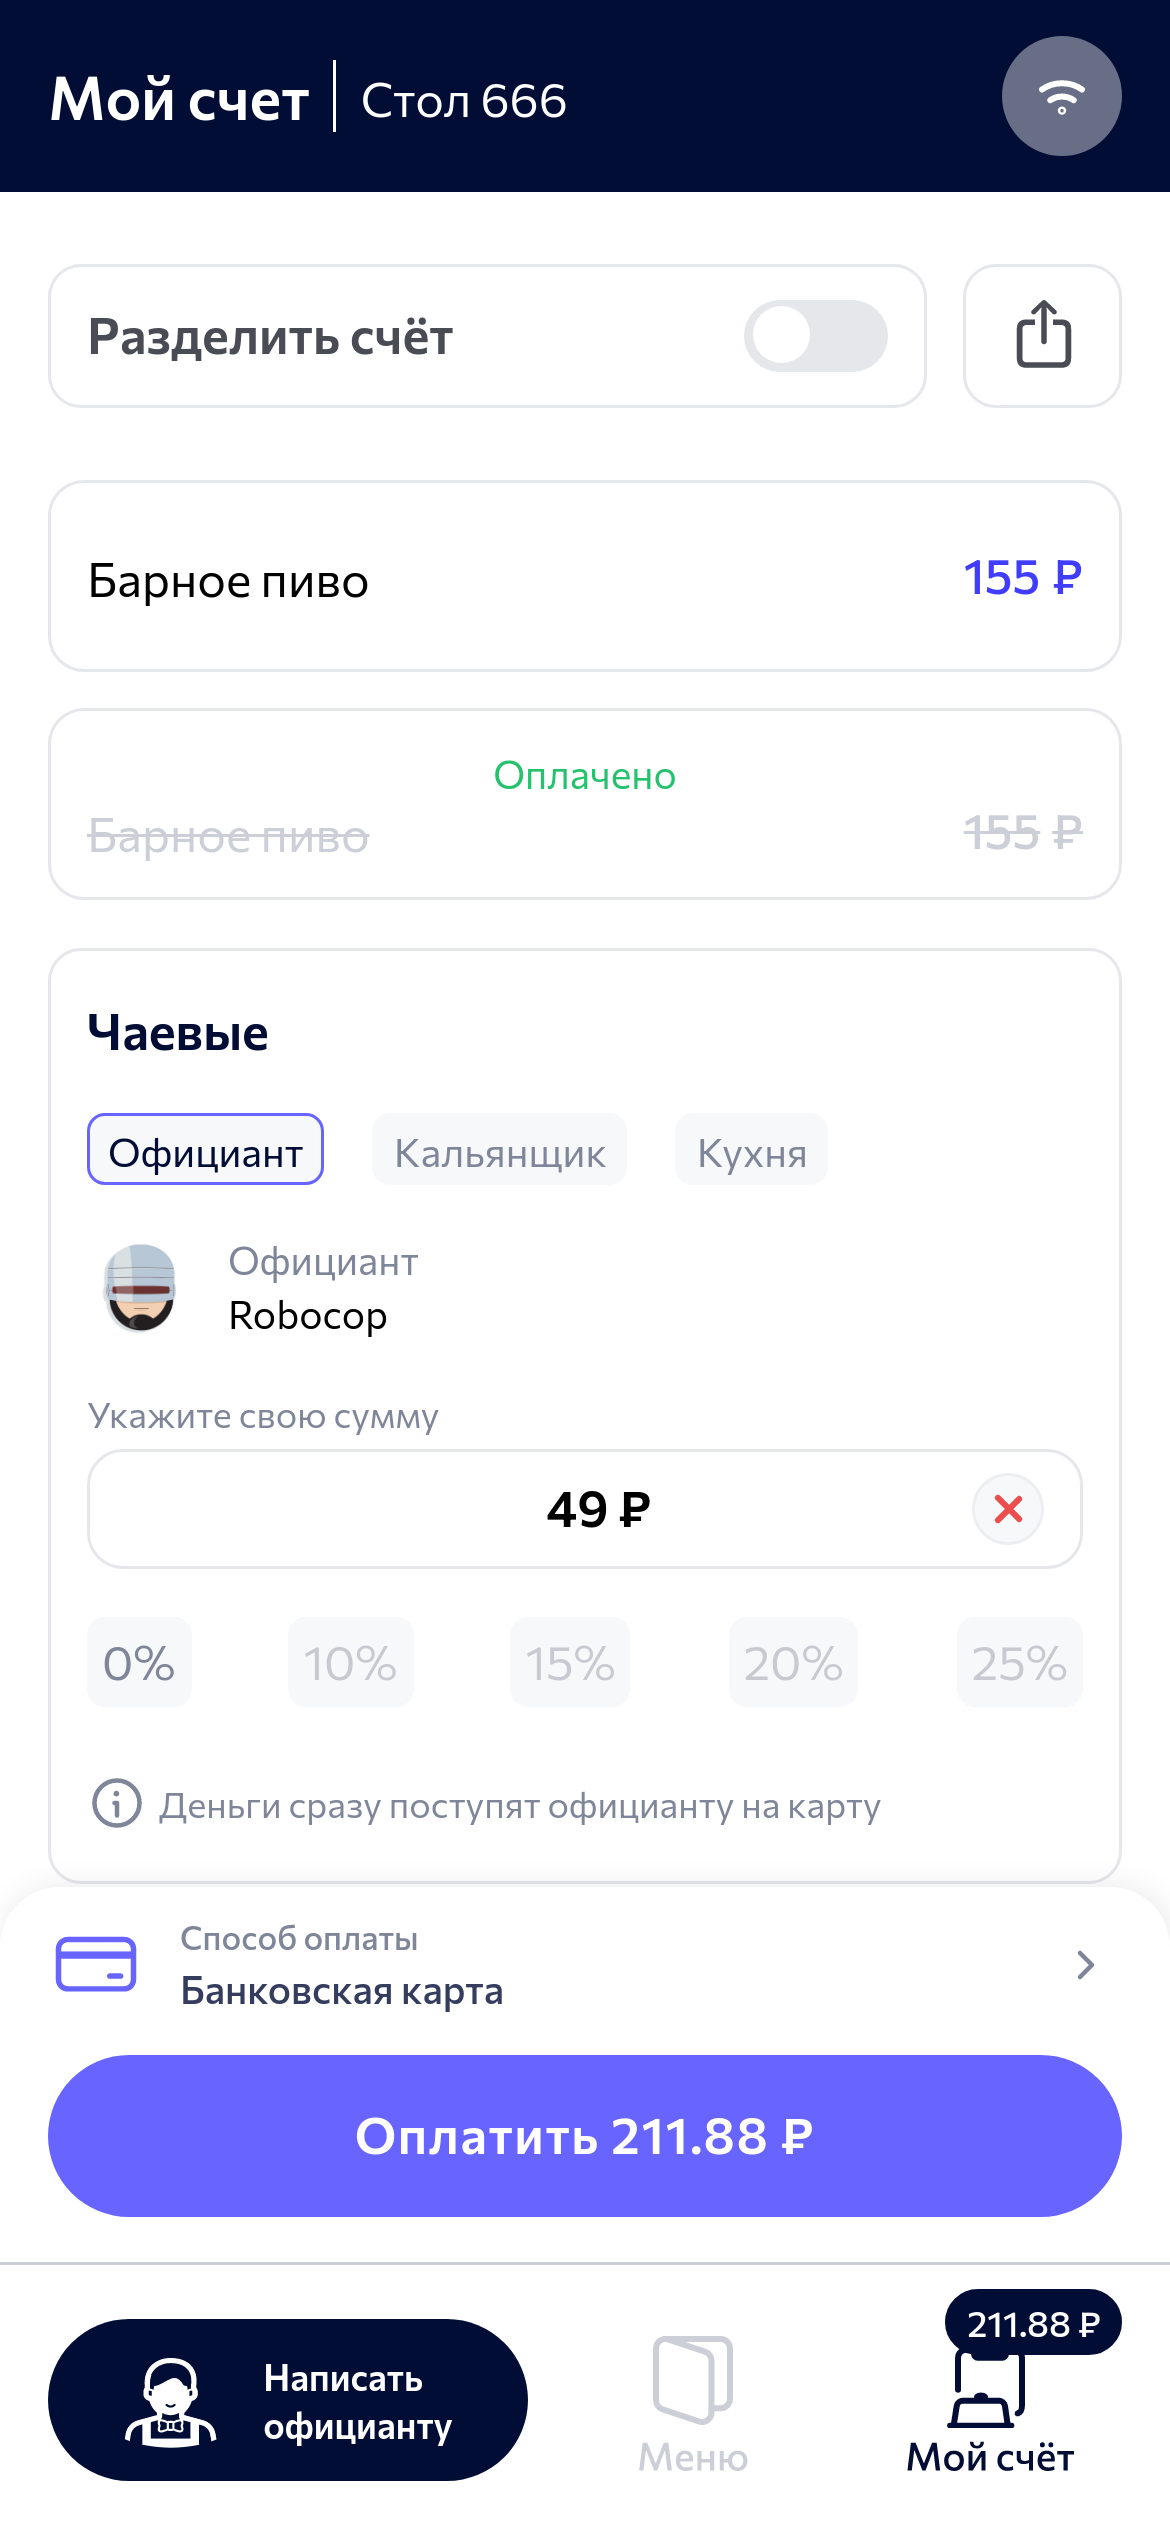 Мой счет
Стол 666
Разделить счёт
Барное пиво
155 ₽
Оплачено
Барное пиво
155 ₽
Чаевые
Официант
Кальянщик
Кухня
Официант
Robocop
Укажите свою сумму
49 ₽
0%
10%
15%
20%
25%
Деньги сразу поступят официанту на карту
Способ оплаты
Банковская карта
Оплатить 211.88 ₽
Написать
официанту
Меню
211.88 ₽
Мой счёт